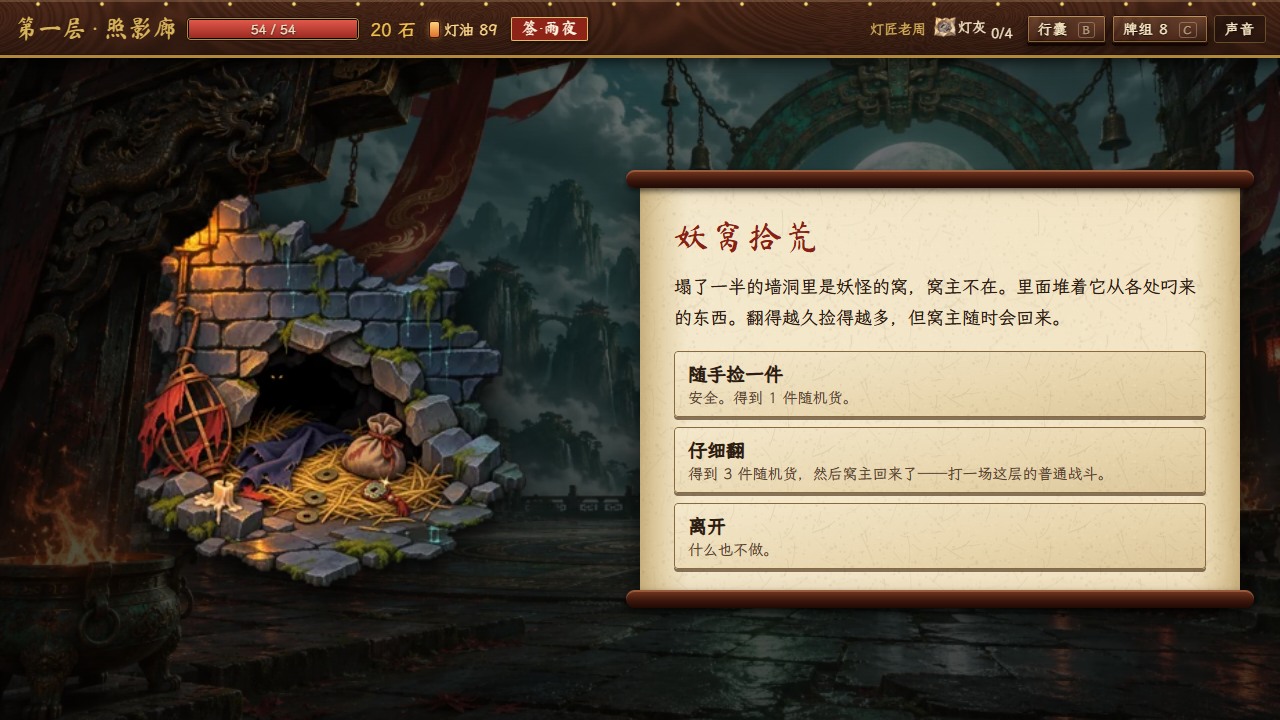 第一层·照影廊
54 / 54
20 石
灯油 89
签·雨夜
灯匠老周
灯灰 0/4
行囊 B
牌组 8 C
声音
妖窝拾荒
塌了一半的墙洞里是妖怪的窝，窝主不在。里面堆着它从各处叼来
的东西。翻得越久捡得越多，但窝主随时会回来。
随手捡一件
安全。得到 1 件随机货。
仔细翻
得到 3 件随机货，然后窝主回来了——打一场这层的普通战斗。
离开
什么也不做。